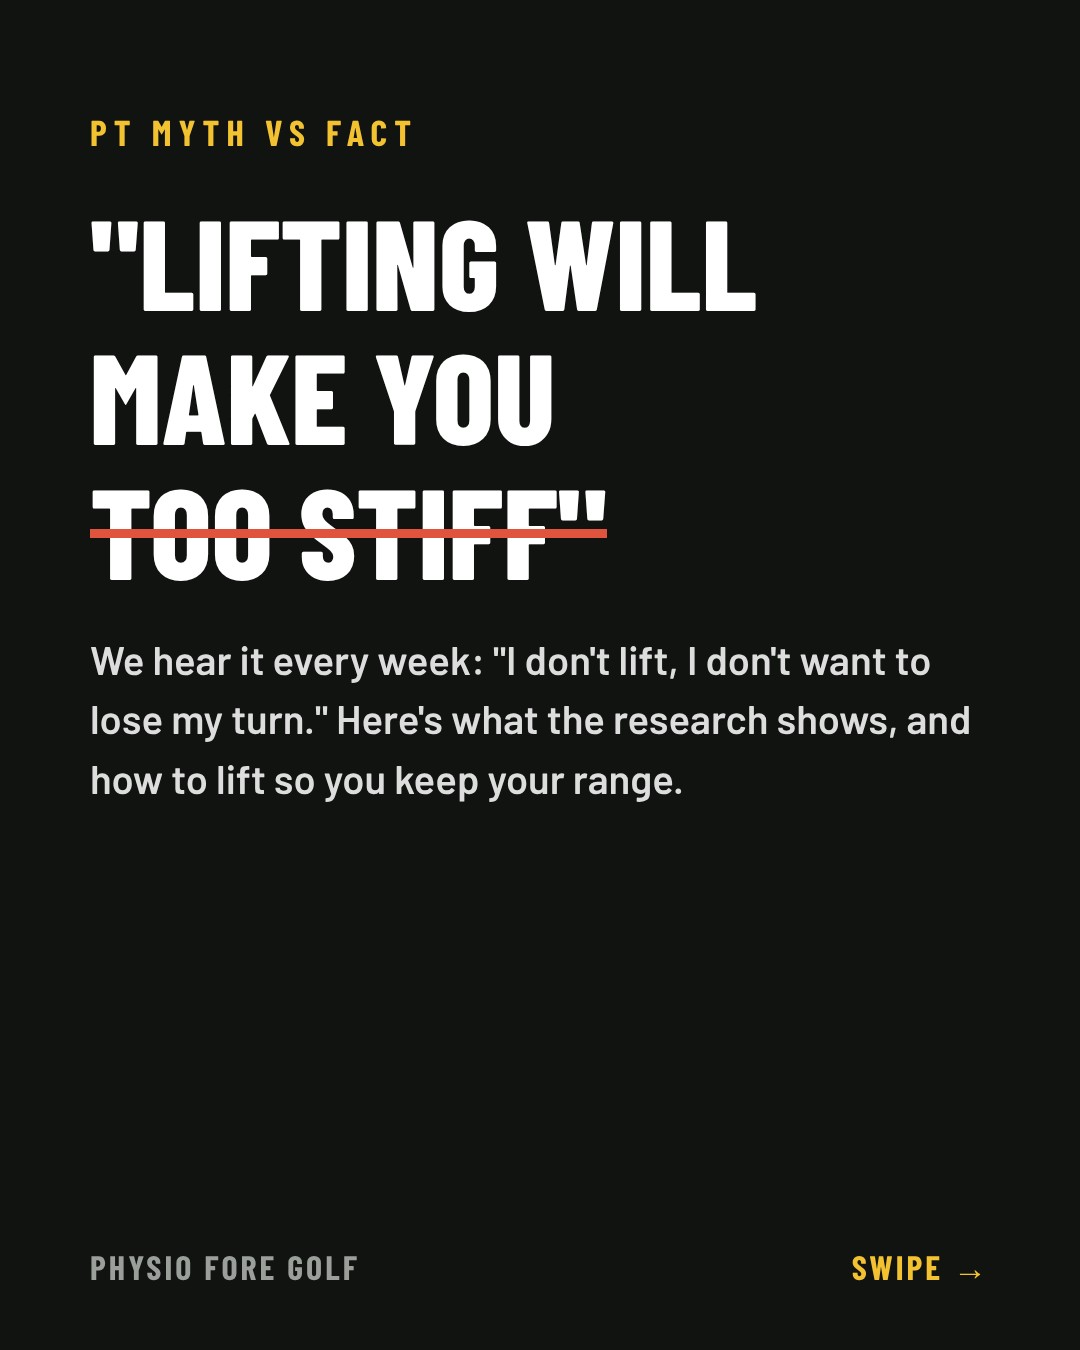 PT MYTH VS FACT
"LIFTING WILL
MAKE YOU
TOO STIFF"
We hear it every week: "I don't lift, I don't want to
lose my turn." Here's what the research shows, and
how to lift so you keep your range.
PHYSIO FORE GOLF
SWIPE →